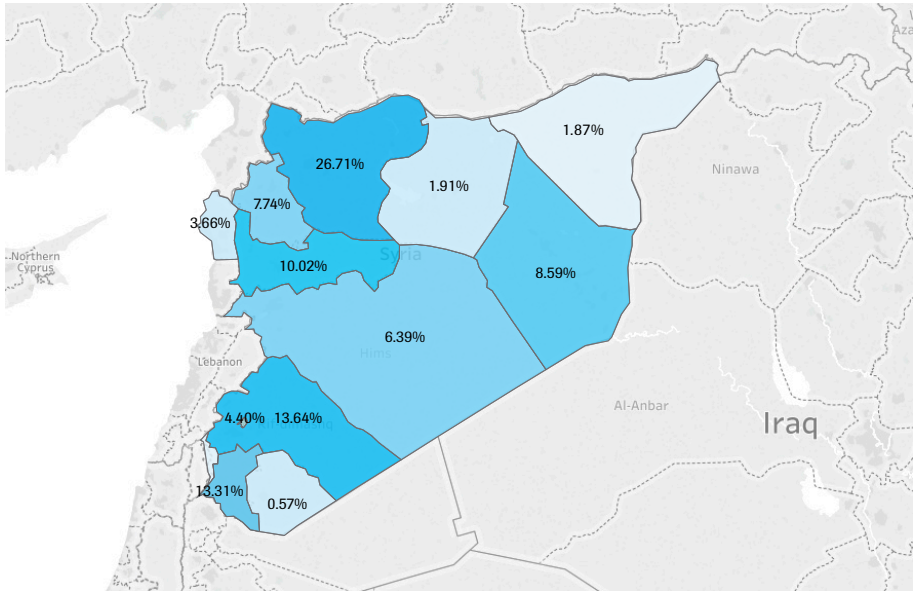 Aza
1.87%
26.71%
Ninawa
1.91%
7.74%
3.66%
Northern
Cyprus
Syria
10.02%
8.59%
6.39%
Hims
Lebanon
Al-Anbar
4.40%
13.64%
Iraq
13.31%
0.57%